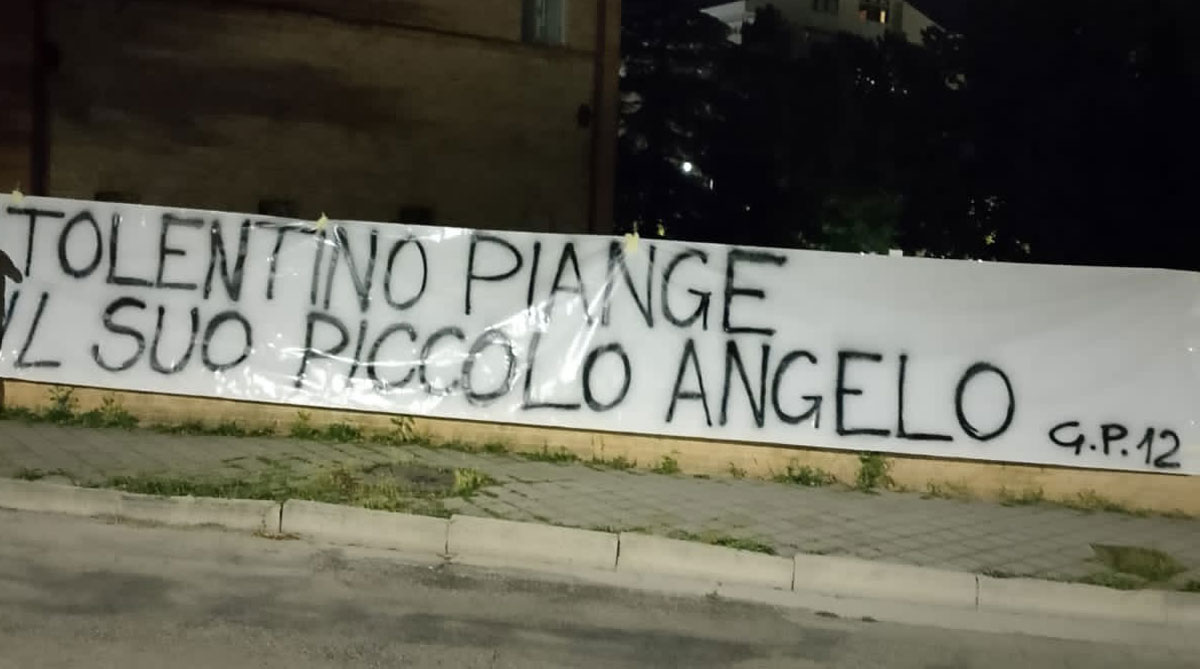 TOLENTINO PIANGE
IL SUO PICCOLO ANGELO
G.P.12